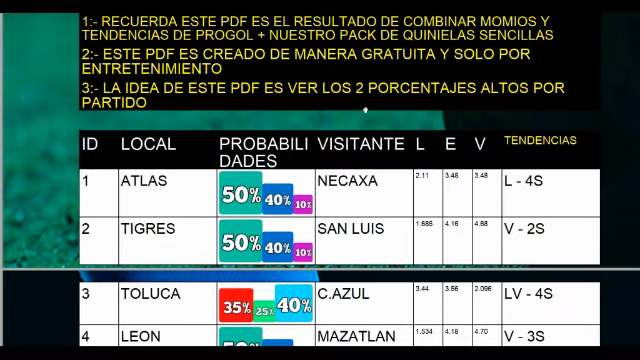 1:- RECUERDA ESTE PDF ES EL RESULTADO DE COMBINAR MOMIOS Y
TENDENCIAS DE PROGOL + NUESTRO PACK DE QUINIELAS SENCILLAS
2:- ESTE PDF ES CREADO DE MANERA GRATUITA Y SOLO POR
ENTRETENIMIENTO
3:- LA IDEA DE ESTE PDF ES VER LOS 2 PORCENTAJES ALTOS POR
PARTIDO
ID LOCAL PROBABILI VISITANTE L E V TENDENCIAS
DADES
1 ATLAS 50% 40% 10% NECAXA 2.11 3.48 3.48 L - 4S
2 TIGRES 50% 40% 10% SAN LUIS 1.685 4.16 4.68 V - 2S
3 TOLUCA 35% 25% 40% C.AZUL 3.44 3.56 2.096 LV - 4S
4 LEON MAZATLAN 1.534 4.18 4.70 V - 3S